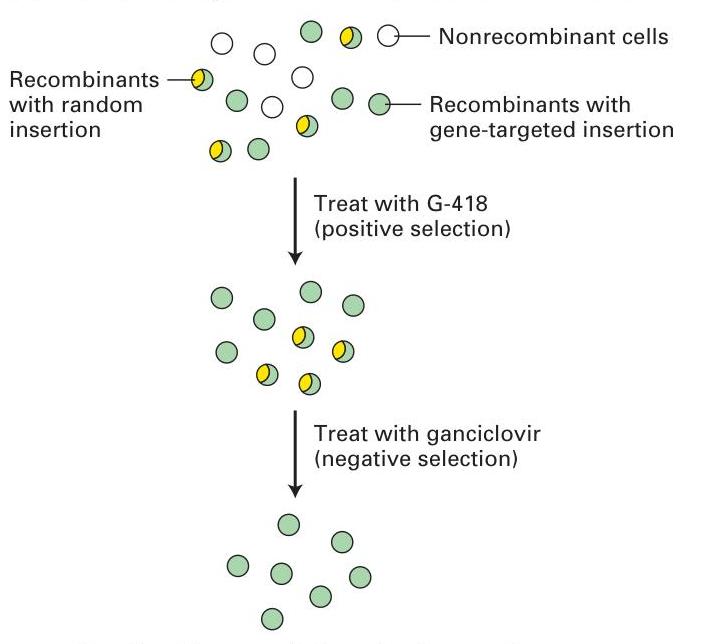 Nonrecombinant cells
Recombinants
with random
insertion
Recombinants with
gene-targeted insertion
Treat with G-418
(positive selection)
Treat with ganciclovir
(negative selection)